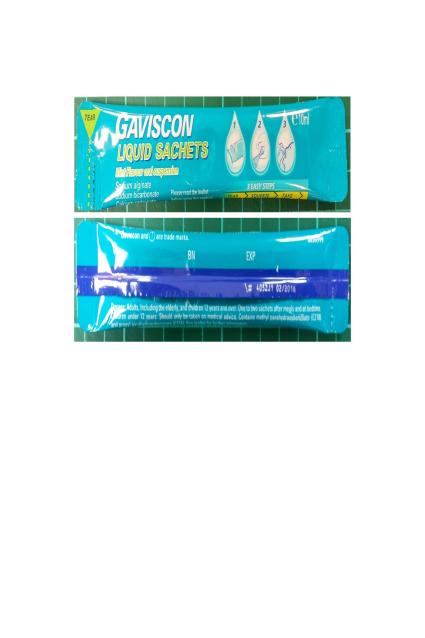 TEAR
GAVISCON
LIQUID SACHETS
Mint Flavour oral suspension
1 2 3
10ml
Sodium alginate
Sodium bicarbonate
Please read the leaflet
3 EASY STEPS
Gaviscon and are trade marks.
BN EXP
02/2016
Dosage: Adults, including the elderly, and children 12 years and over: One to two sachets after meals and at bedtime.
Children under 12 years: Should only be taken on medical advice. Contains methyl parahydroxybenzoate (E218)